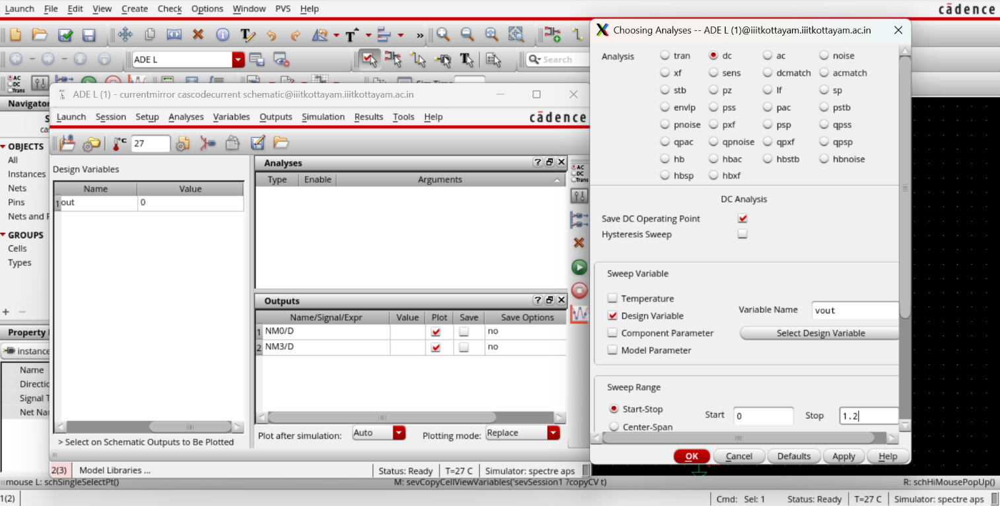 Launch File Edit View Create Check Options Window PVS Help
cādence
ADE L
Search
AC
DC
Trans
Navigator
OBJECTS
All
Instances
Nets
Pins
Nets and
GROUPS
Cells
Types
Property
instance
Name
ADE L (1) - currentmirror cascodecurrent schematic@iiitkottayam.iiitkottayam.ac.in
Launch Session Setup Analyses Variables Outputs Simulation Results Tools Help
cādence
°C 27
Design Variables
Name Value
1 out 0
Analyses
Type Enable Arguments
AC
DC
Trans
Outputs
Name/Signal/Expr Value Plot Save Save Options
1 NM0/D no
2 NM3/D no
> Select on Schematic Outputs to Be Plotted
Plot after simulation: Auto Plotting mode: Replace
2(3) Model Libraries ... Status: Ready T=27 C Simulator: spectre aps
Choosing Analyses -- ADE L (1)@iiitkottayam.iiitkottayam.ac.in
Analysis tran dc ac noise
xf sens dcmatch acmatch
stb pz lf sp
envlp pss pac pstb
pnoise pxf psp qpss
qpac qpnoise qpxf qpsp
hb hbac hbstb hbnoise
hbsp hbxf
DC Analysis
Save DC Operating Point
Hysteresis Sweep
Sweep Variable
Temperature
Design Variable Variable Name vout
Component Parameter Select Design Variable
Model Parameter
Sweep Range
Start-Stop Start 0 Stop 1.2
Center-Span
OK Cancel Defaults Apply Help
mouse L: schSingleSelectPt() M: sevCopyCellViewVariables('sevSession1 ?copyCV t) R: schHiMousePopUp()
1(2) Cmd: Sel: 1 Status: Ready T=27 C Simulator: spectre aps